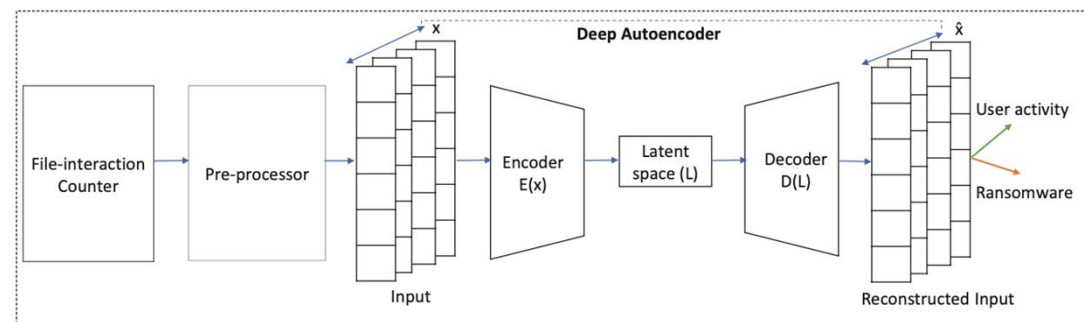 x
Deep Autoencoder
x̂
File-interaction
Counter
Pre-processor
Encoder
E(x)
Latent
space (L)
Decoder
D(L)
User activity
Ransomware
Input
Reconstructed Input